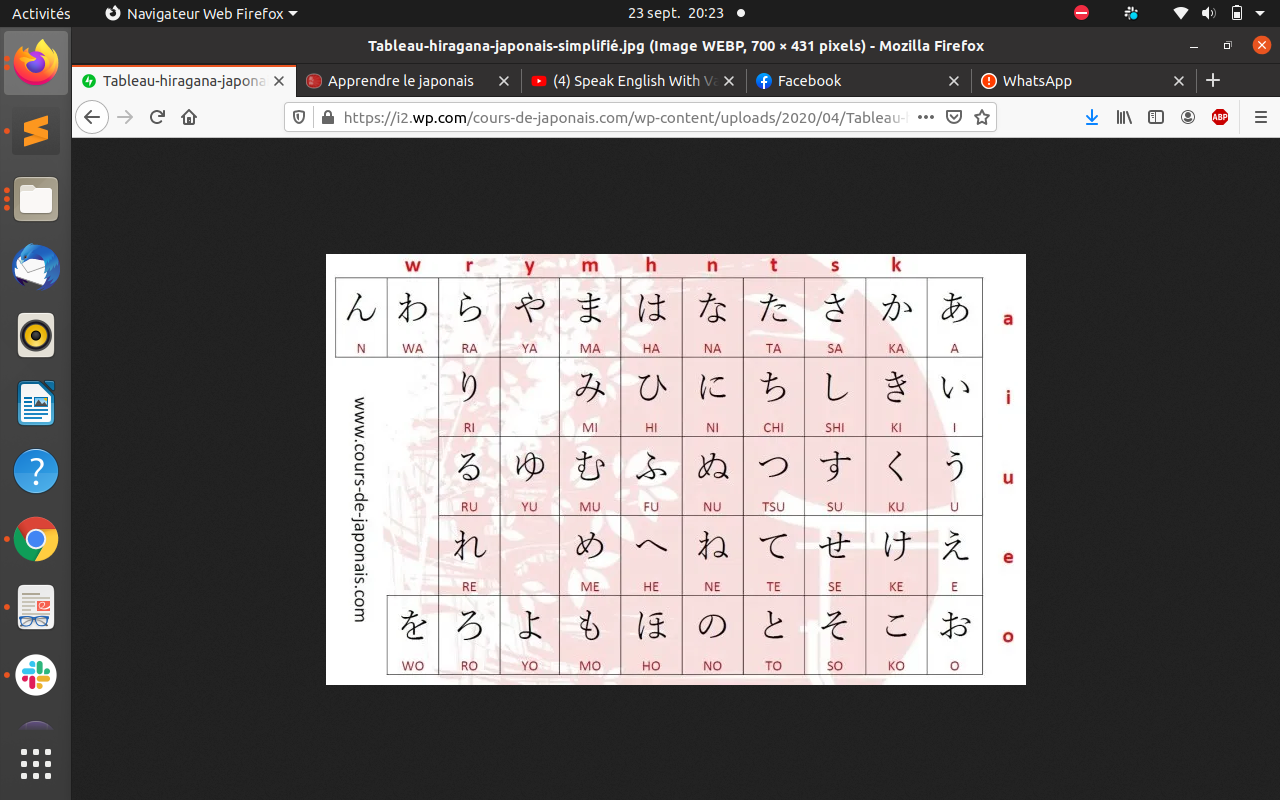 Activités
Navigateur Web Firefox
23 sept. 20:23
Tableau-hiragana-japonais-simplifié.jpg (Image WEBP, 700 × 431 pixels) - Mozilla Firefox
Tableau-hiragana-japona
Apprendre le japonais
(4) Speak English With Va
Facebook
WhatsApp
https://i2.wp.com/cours-de-japonais.com/wp-content/uploads/2020/04/Tableau-
ABP
w r y m h n t s k
ん わ ら や ま は な た さ か あ a
N WA RA YA MA HA NA TA SA KA A
り み ひ に ち し き い i
RI MI HI NI CHI SHI KI I
る ゆ む ふ ぬ つ す く う u
RU YU MU FU NU TSU SU KU U
れ め へ ね て せ け え e
RE ME HE NE TE SE KE E
を ろ よ も ほ の と そ こ お o
WO RO YO MO HO NO TO SO KO O
www.cours-de-japonais.com